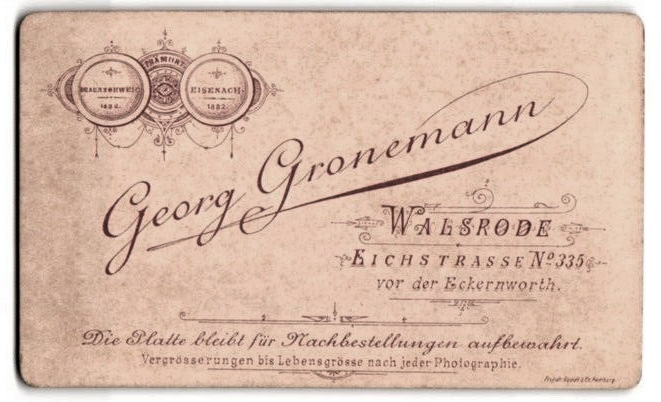 PRÄMIIRT
BRAUNSCHWEIG
EISENACH
1882.
Georg Gronemann
WALSRODE
EICHSTRASSE No. 335
vor der Eckernworth.
Die Platte bleibt für Nachbestellungen aufbewahrt.
Vergrösserungen bis Lebensgrösse nach jeder Photographie.